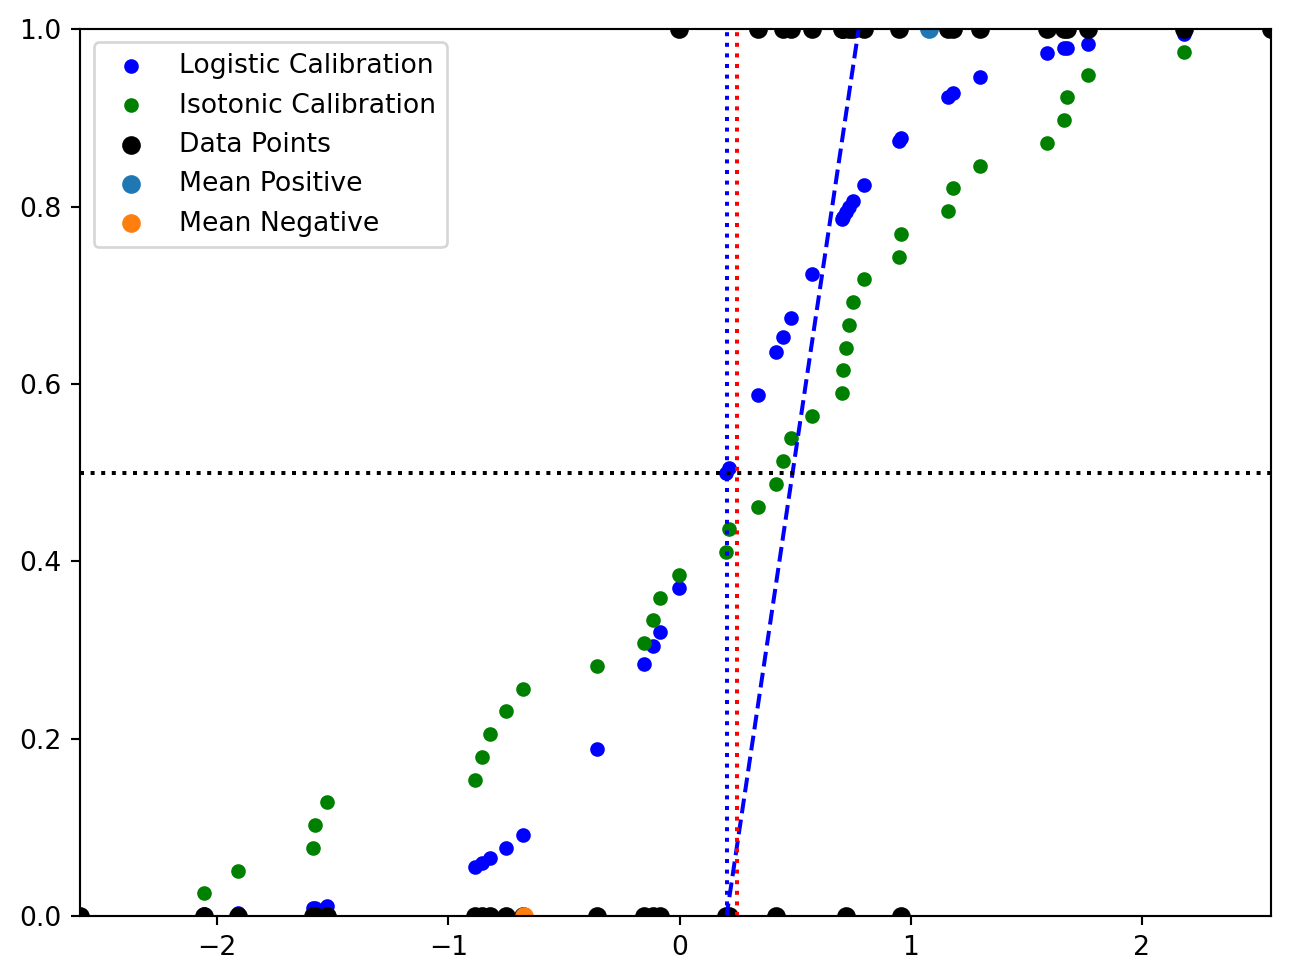 1.0
0.8
0.6
0.4
0.2
0.0
Logistic Calibration
Isotonic Calibration
Data Points
Mean Positive
Mean Negative
−2
−1
0
1
2